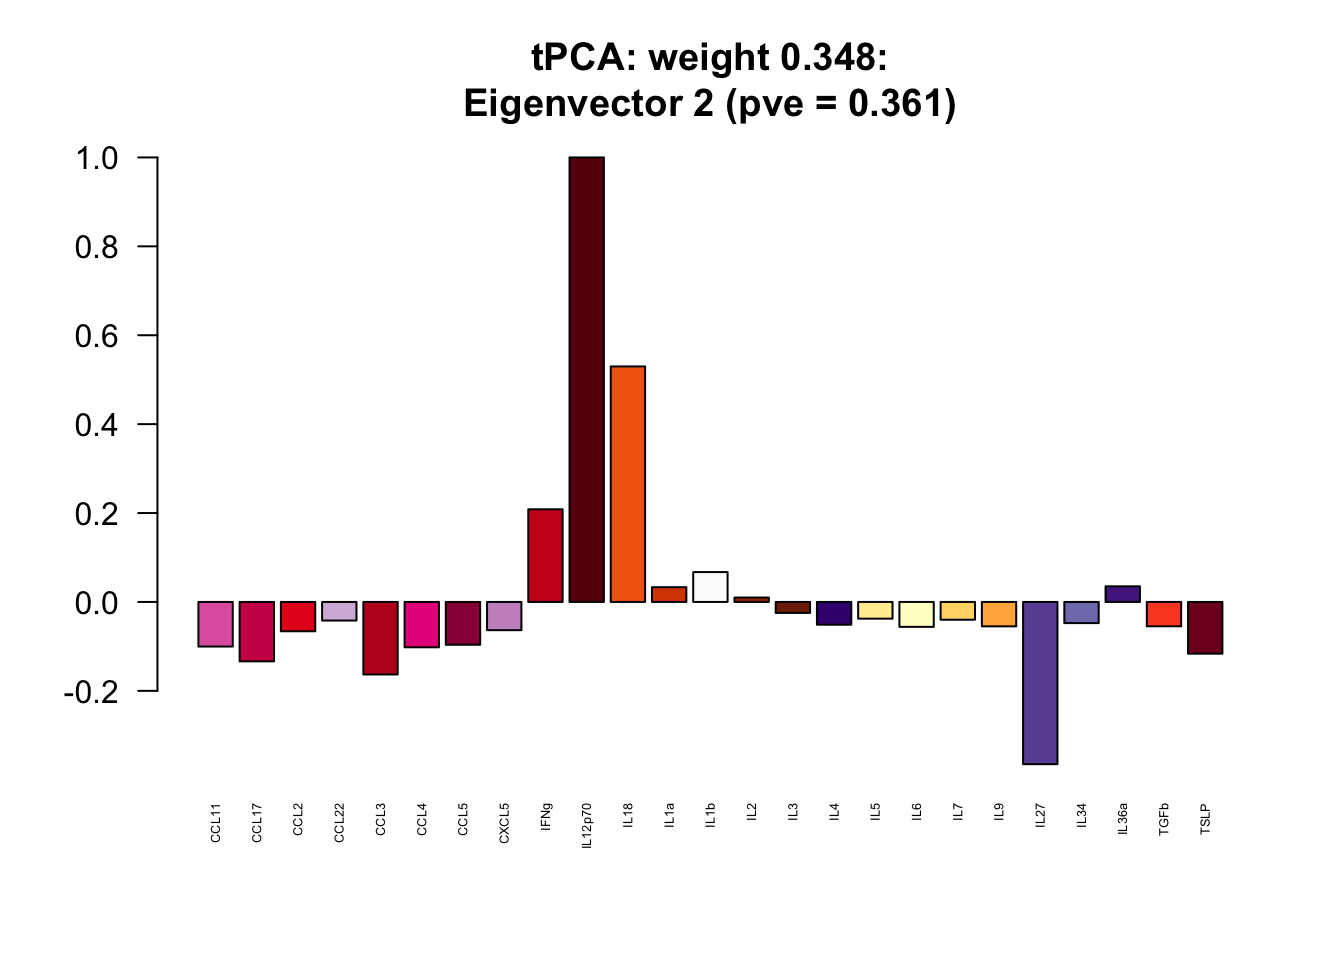 tPCA: weight 0.348:
Eigenvector 2 (pve = 0.361)
1.0
0.8
0.6
0.4
0.2
0.0
-0.2
CCL11
CCL17
CCL2
CCL22
CCL3
CCL4
CCL5
CXCL5
IFNg
IL12p70
IL18
IL1a
IL1b
IL2
IL3
IL4
IL5
IL6
IL7
IL9
IL27
IL34
IL36a
TGFb
TSLP